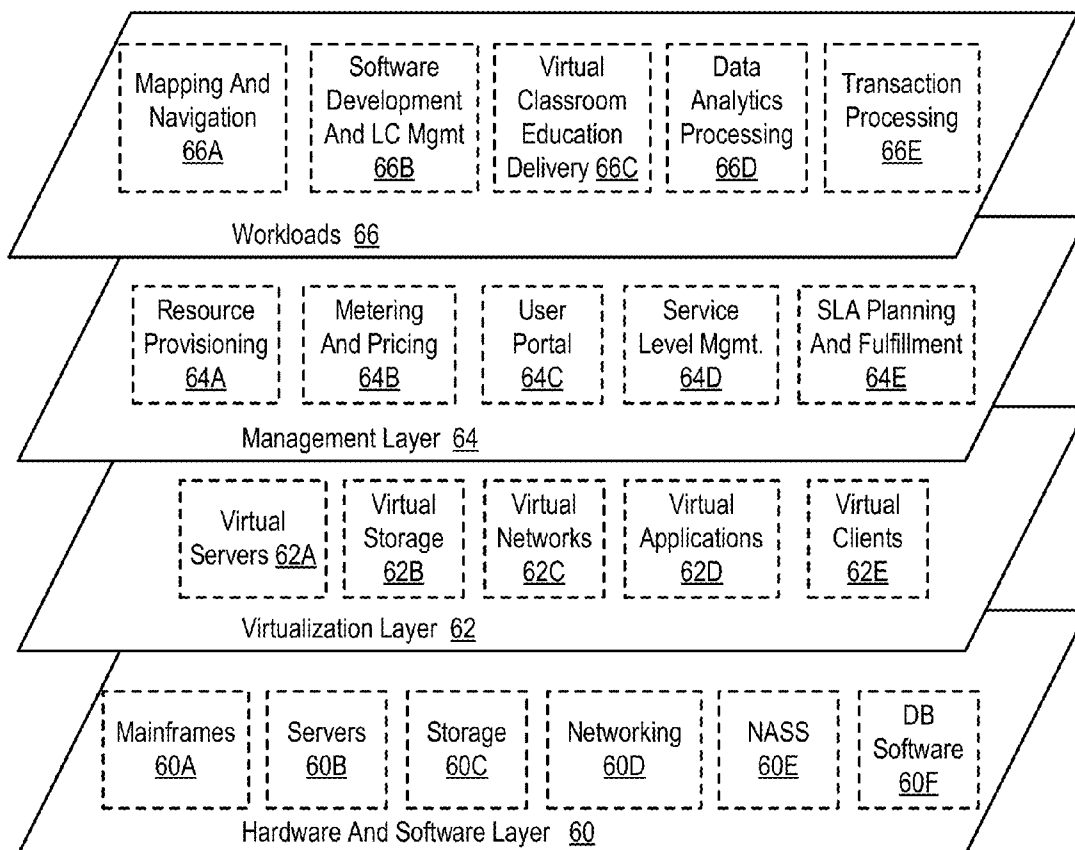 Mapping And
Navigation
66A
Software
Development
And LC Mgmt
66B
Virtual
Classroom
Education
Delivery 66C
Data
Analytics
Processing
66D
Transaction
Processing
66E
Workloads 66
Resource
Provisioning
64A
Metering
And Pricing
64B
User
Portal
64C
Service
Level Mgmt.
64D
SLA Planning
And Fulfillment
64E
Management Layer 64
Virtual
Servers 62A
Virtual
Storage
62B
Virtual
Networks
62C
Virtual
Applications
62D
Virtual
Clients
62E
Virtualization Layer 62
Mainframes
60A
Servers
60B
Storage
60C
Networking
60D
NASS
60E
DB
Software
60F
Hardware And Software Layer 60